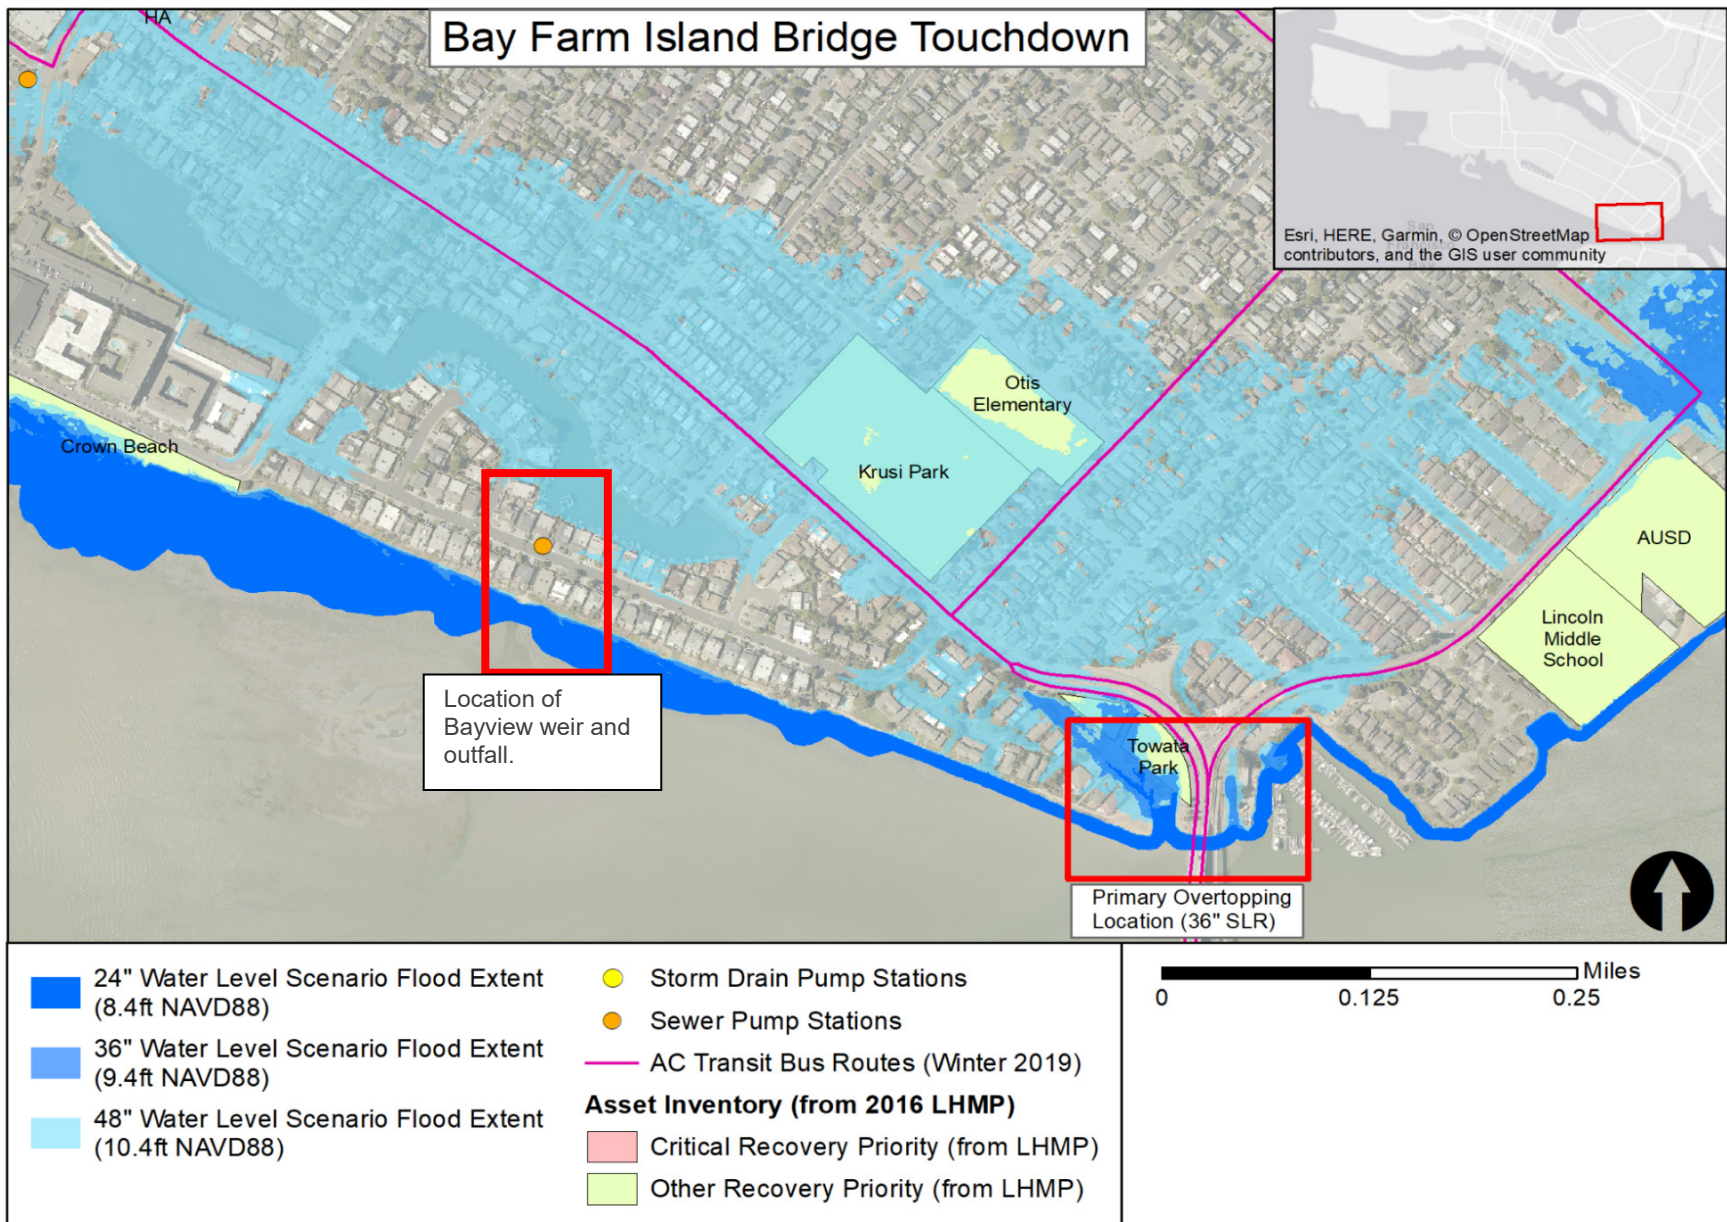 HA
Bay Farm Island Bridge Touchdown
Esri, HERE, Garmin, © OpenStreetMap
contributors, and the GIS user community
San
Francisco
Bay
Otis
Elementary
Crown Beach
Krusi Park
AUSD
Lincoln
Middle
School
Location of
Bayview weir and
outfall.
Towata
Park
Primary Overtopping
Location (36" SLR)
24" Water Level Scenario Flood Extent
(8.4ft NAVD88)
36" Water Level Scenario Flood Extent
(9.4ft NAVD88)
48" Water Level Scenario Flood Extent
(10.4ft NAVD88)
Storm Drain Pump Stations
Sewer Pump Stations
AC Transit Bus Routes (Winter 2019)
Asset Inventory (from 2016 LHMP)
Critical Recovery Priority (from LHMP)
Other Recovery Priority (from LHMP)
Miles
0 0.125 0.25